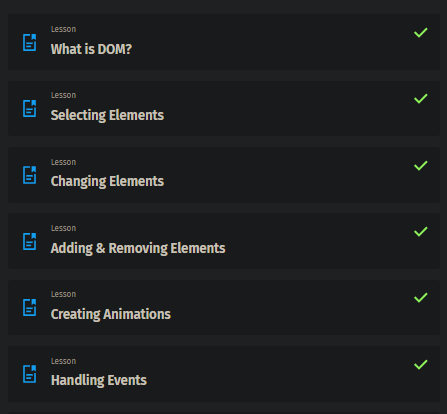 Lesson
What is DOM?
Lesson
Selecting Elements
Lesson
Changing Elements
Lesson
Adding & Removing Elements
Lesson
Creating Animations
Lesson
Handling Events